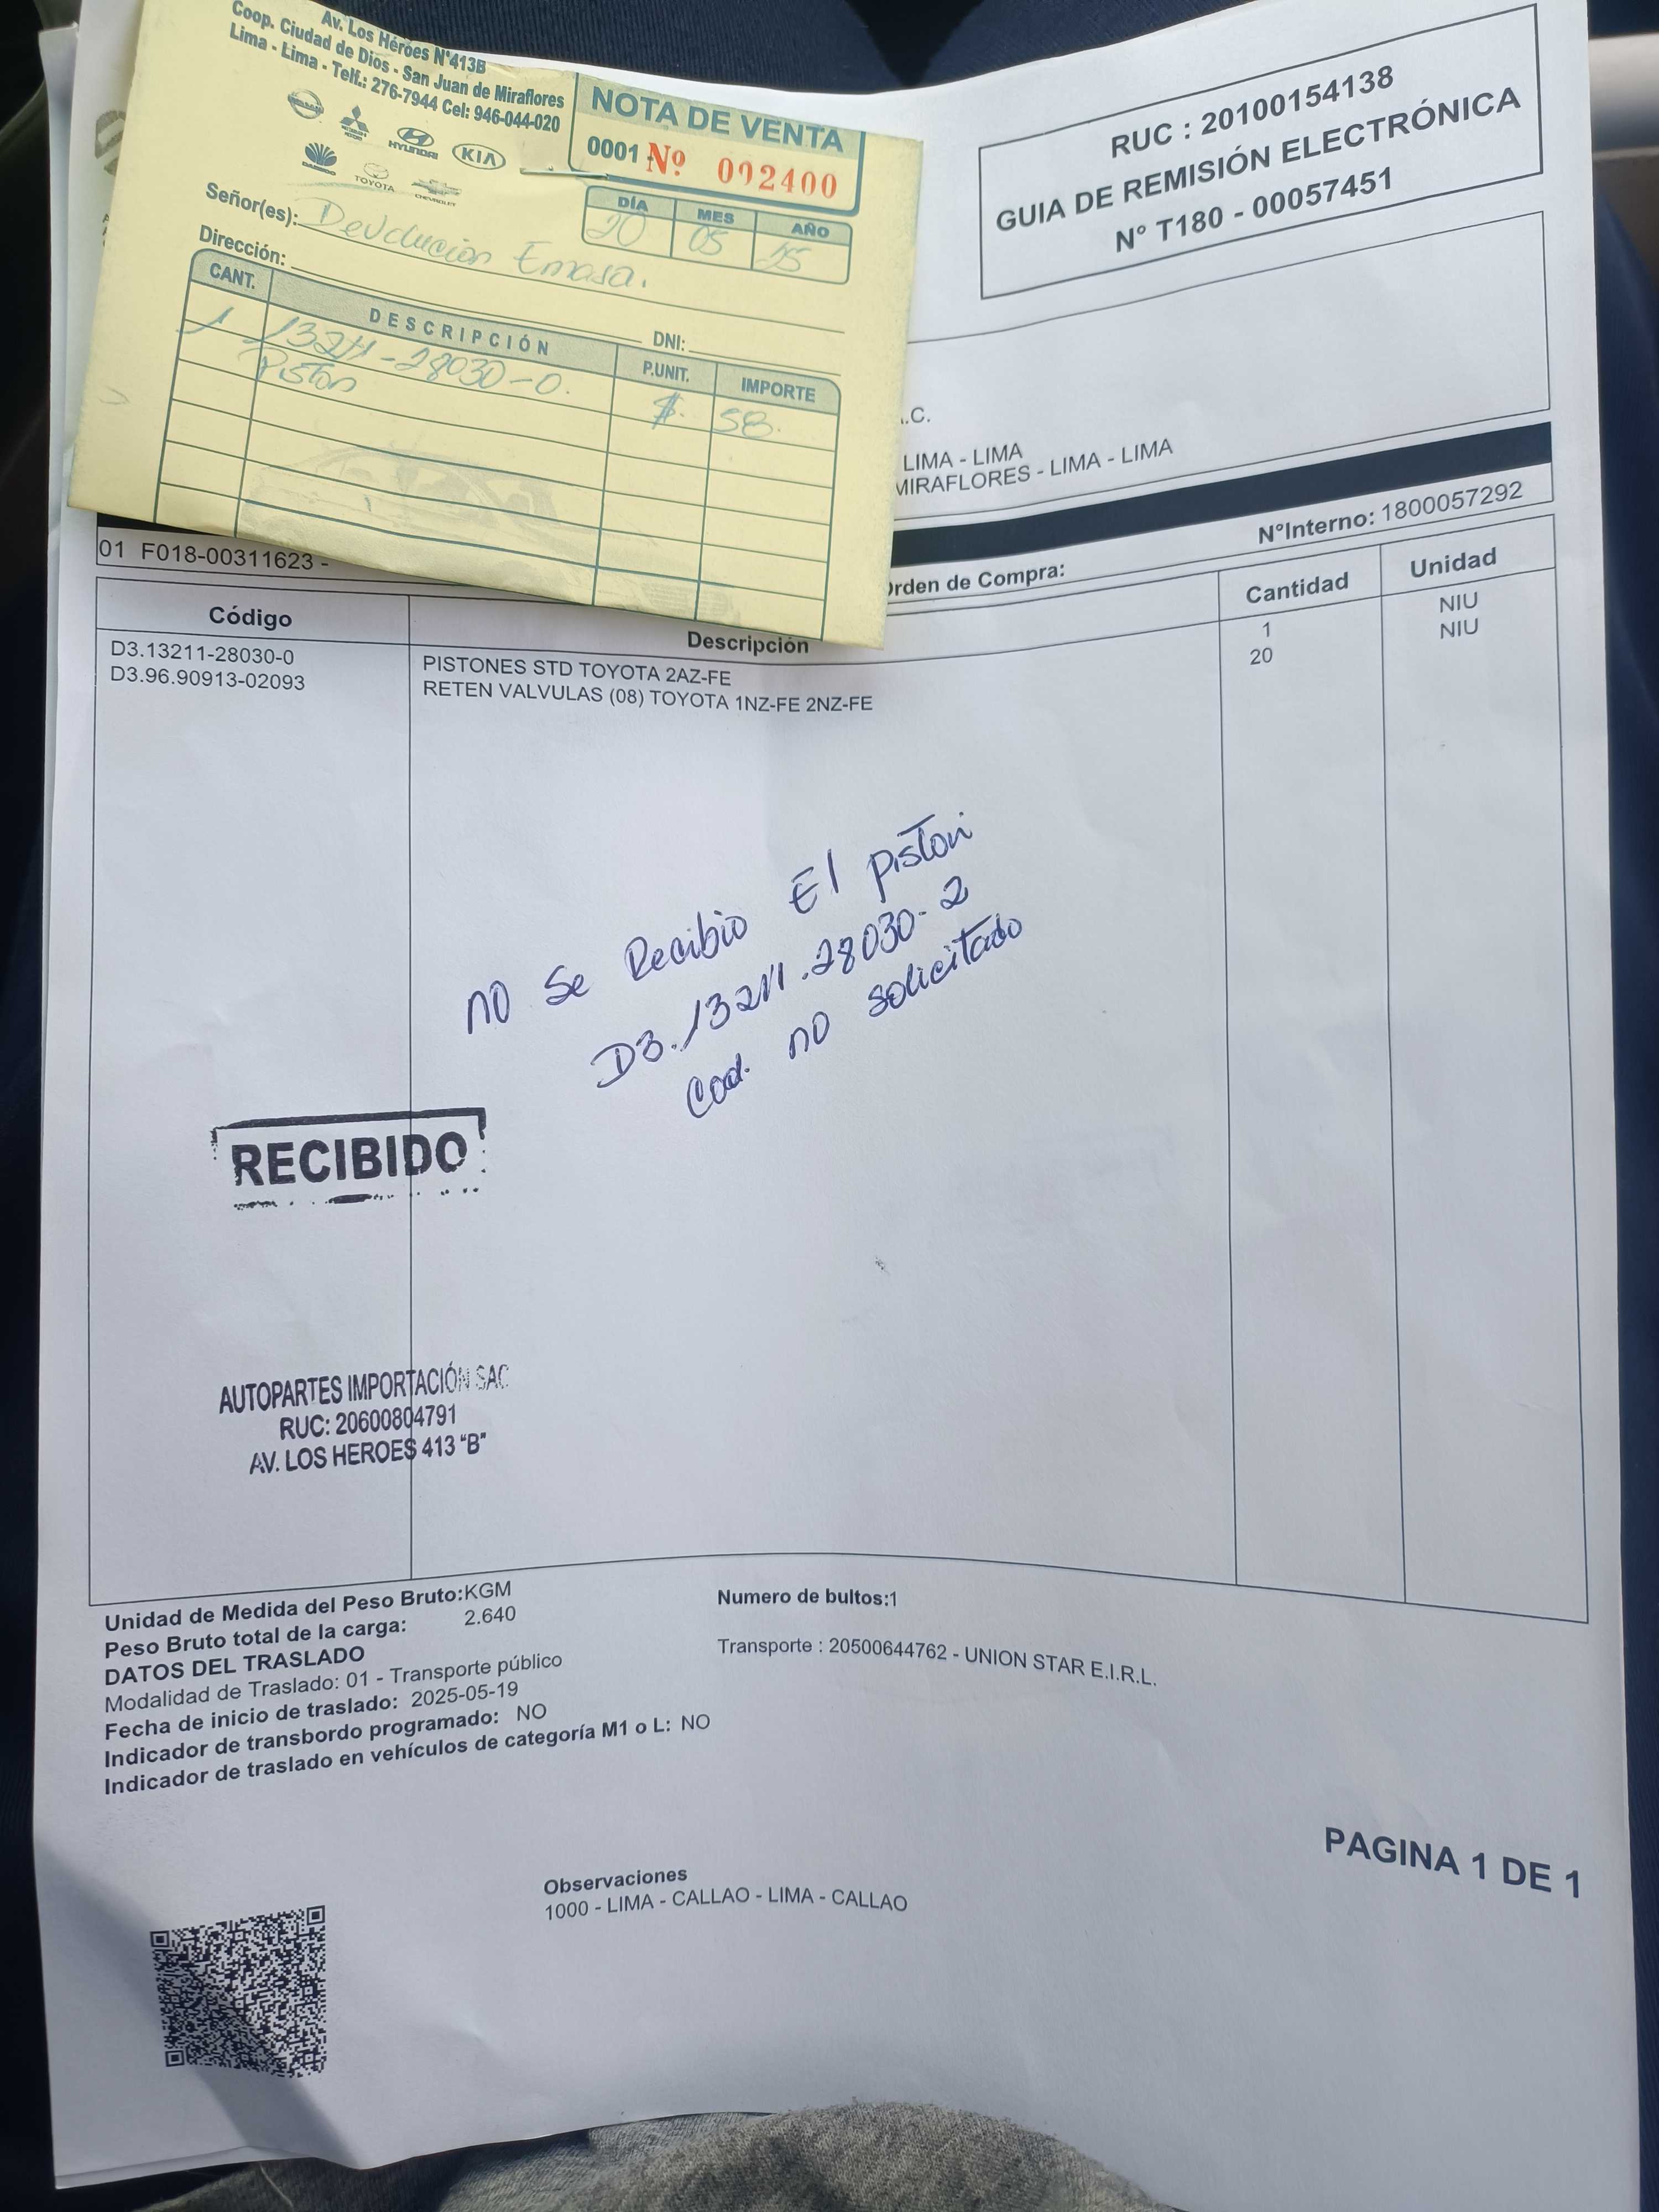 Av. Los Héroes N°413B
Coop. Ciudad de Dios - San Juan de Miraflores
Lima - Lima - Telf.: 276-7944 Cel: 946-044-020
NISSAN
MITSUBISHI MOTORS
HYUNDAI
KIA
DAEWOO
TOYOTA
CHEVROLET
NOTA DE VENTA
0001 Nº 002400
DÍA MES AÑO
20 05 25
Señor(es): Devolucion Emasa.
Dirección:
DNI:
CANT. DESCRIPCIÓN P.UNIT. IMPORTE
1 13211-28030-0. $. 58.
Piston
RUC : 20100154138
GUIA DE REMISIÓN ELECTRÓNICA
N° T180 - 00057451
.C.
LIMA - LIMA
MIRAFLORES - LIMA - LIMA
N°Interno: 1800057292
01 F018-00311623 -
Orden de Compra:
Código Descripción Cantidad Unidad
D3.13211-28030-0 PISTONES STD TOYOTA 2AZ-FE 1 NIU
D3.96.90913-02093 RETEN VALVULAS (08) TOYOTA 1NZ-FE 2NZ-FE 20 NIU
NO Se Recibio El piston
D3.13211.28030-2
Cod. no solicitado
RECIBIDO
AUTOPARTES IMPORTACIÓN SAC
RUC: 20600804791
AV. LOS HEROES 413 "B"
Unidad de Medida del Peso Bruto:KGM
Peso Bruto total de la carga: 2.640
Numero de bultos:1
DATOS DEL TRASLADO
Modalidad de Traslado: 01 - Transporte público
Transporte : 20500644762 - UNION STAR E.I.R.L.
Fecha de inicio de traslado: 2025-05-19
Indicador de transbordo programado: NO
Indicador de traslado en vehículos de categoría M1 o L: NO
PAGINA 1 DE 1
Observaciones
1000 - LIMA - CALLAO - LIMA - CALLAO